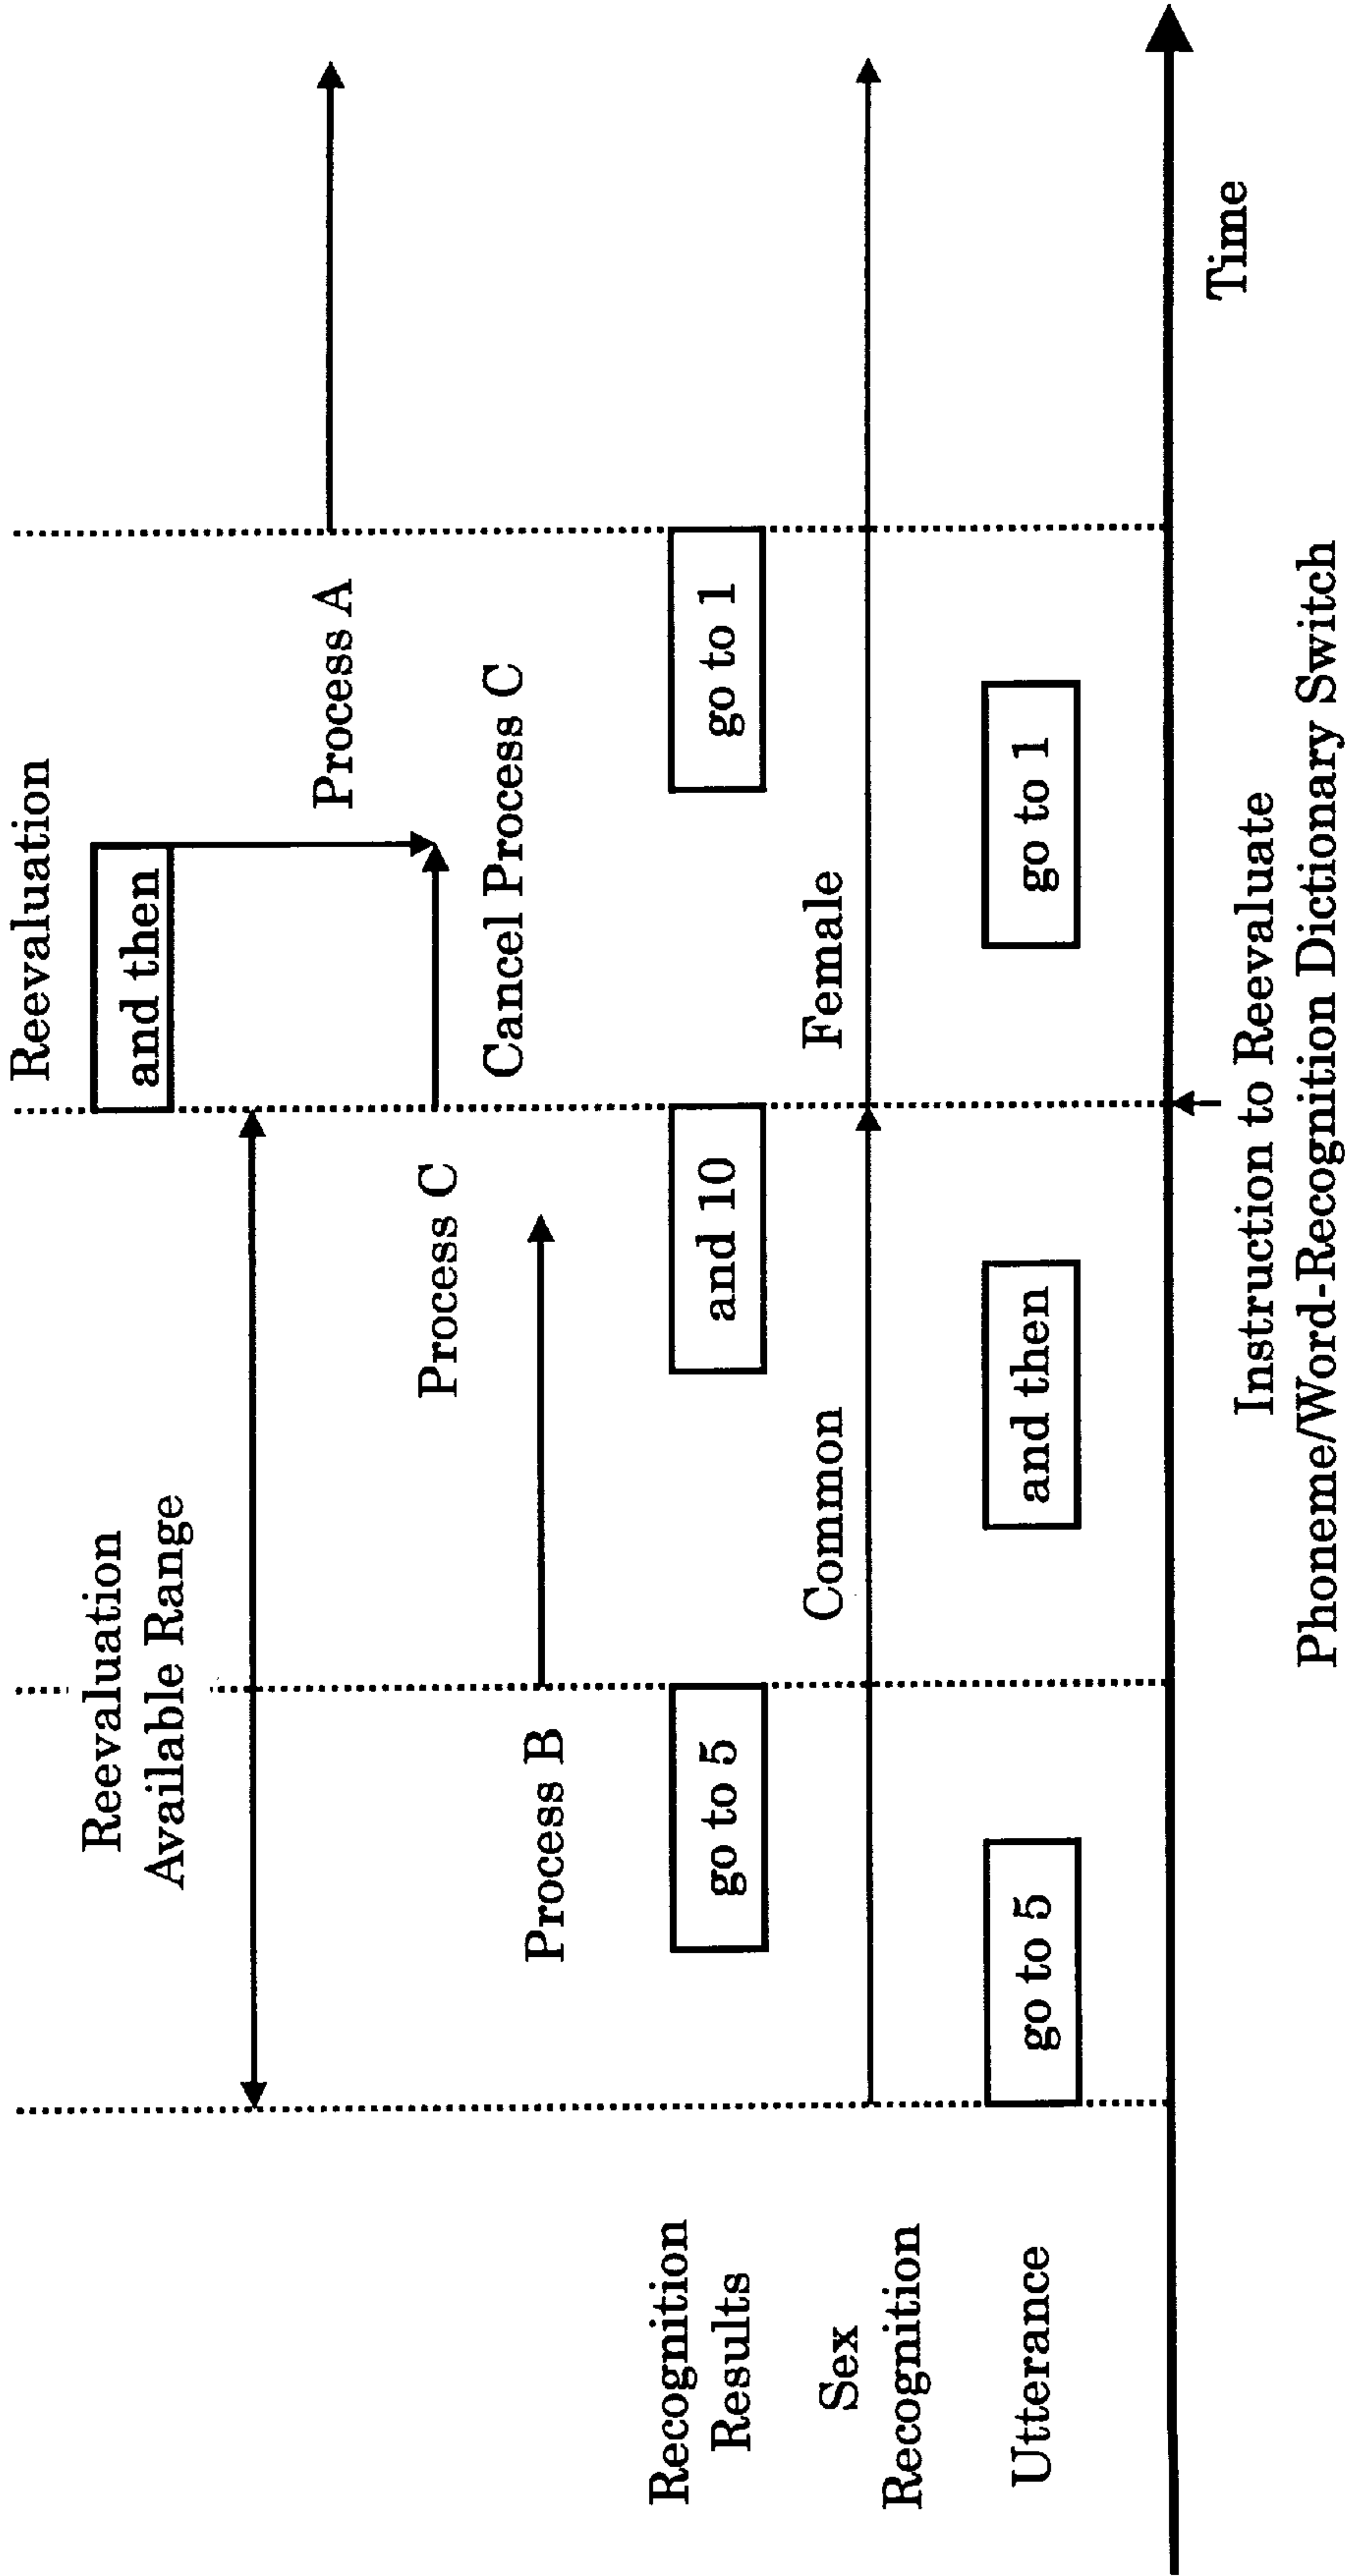 Reevaluation
Available Range
Reevaluation
and then
Process A
Process C
Cancel Process C
Process B
Recognition
Results
go to 5
and 10
go to 1
Sex
Recognition
Common
Female
Utterance
go to 5
and then
go to 1
Time
Instruction to Reevaluate
Phoneme/Word-Recognition Dictionary Switch